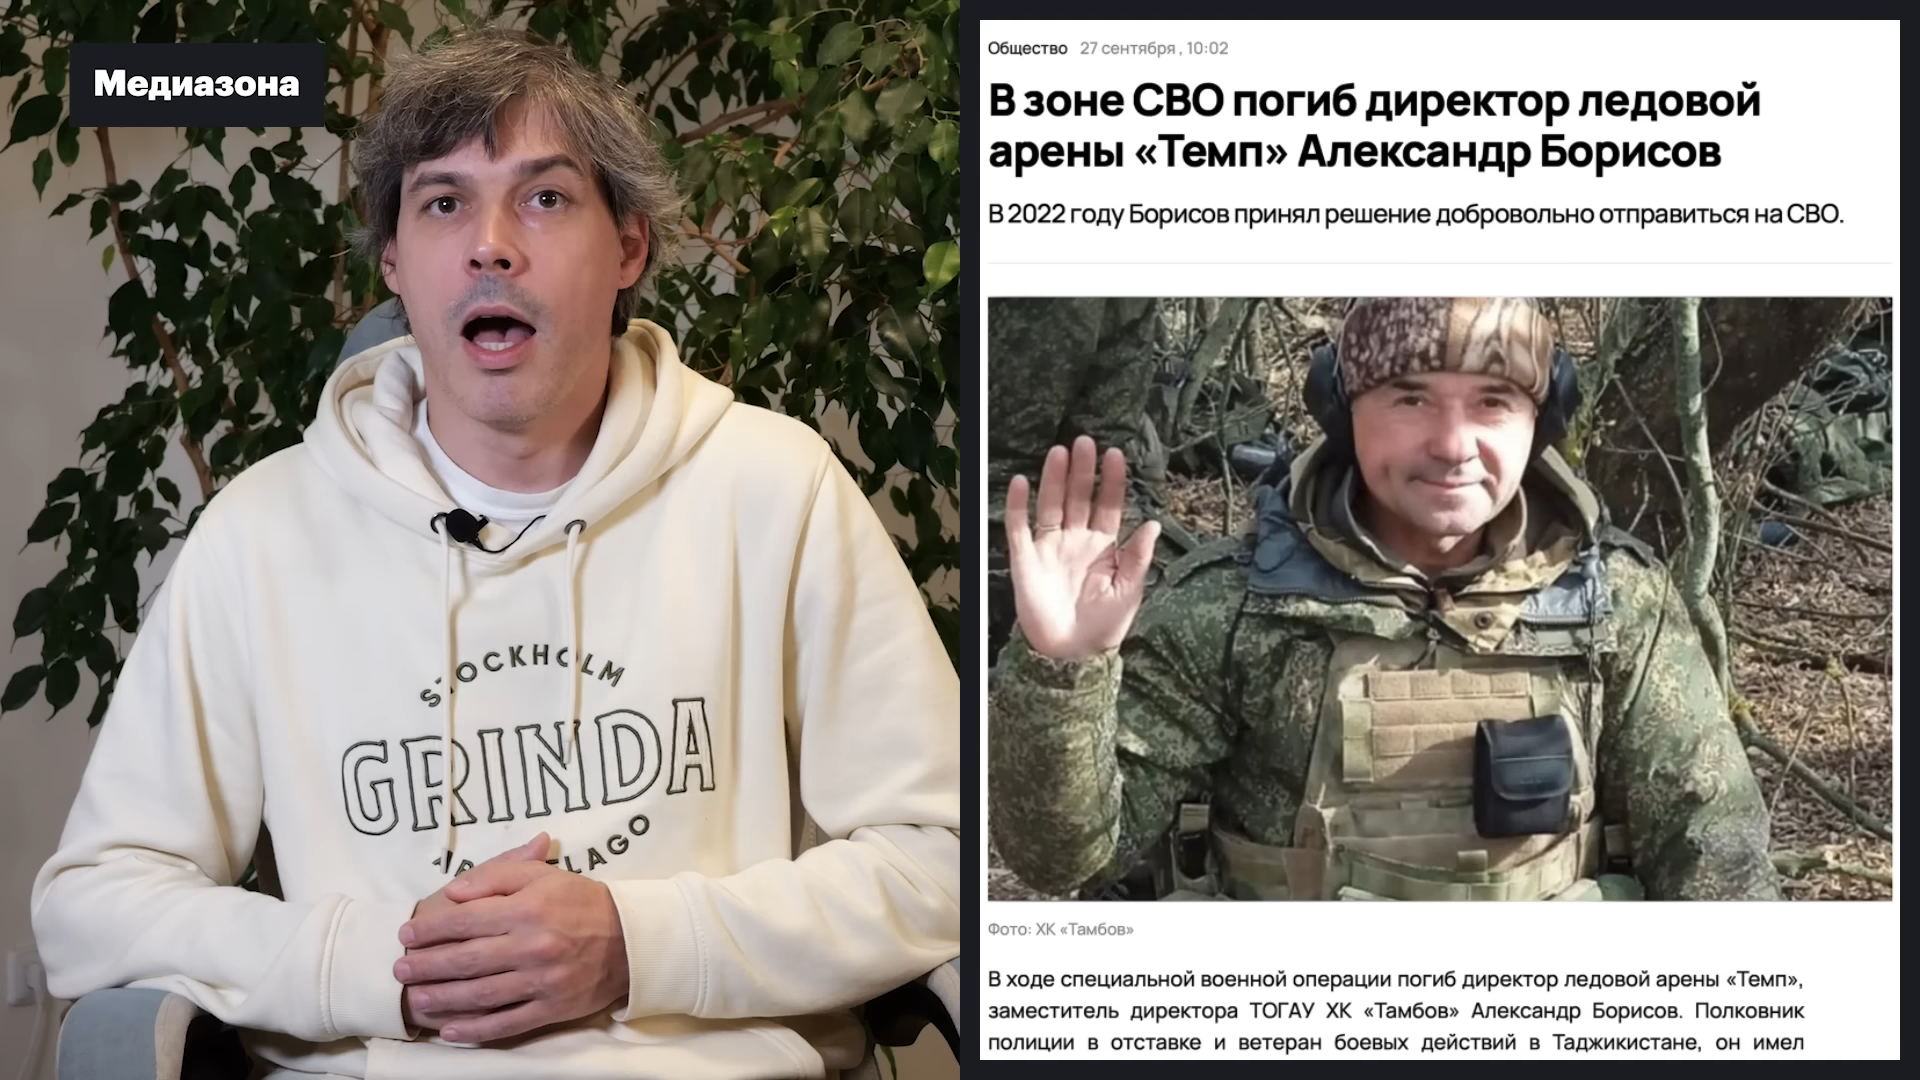 Медиазона
STOCKHOLM
GRINDA
Общество 27 сентября, 10:02
В зоне СВО погиб директор ледовой
арены «Темп» Александр Борисов
В 2022 году Борисов принял решение добровольно отправиться на СВО.
Фото: ХК «Тамбов»
В ходе специальной военной операции погиб директор ледовой арены «Темп»,
заместитель директора ТОГАУ ХК «Тамбов» Александр Борисов. Полковник
полиции в отставке и ветеран боевых действий в Таджикистане, он имел